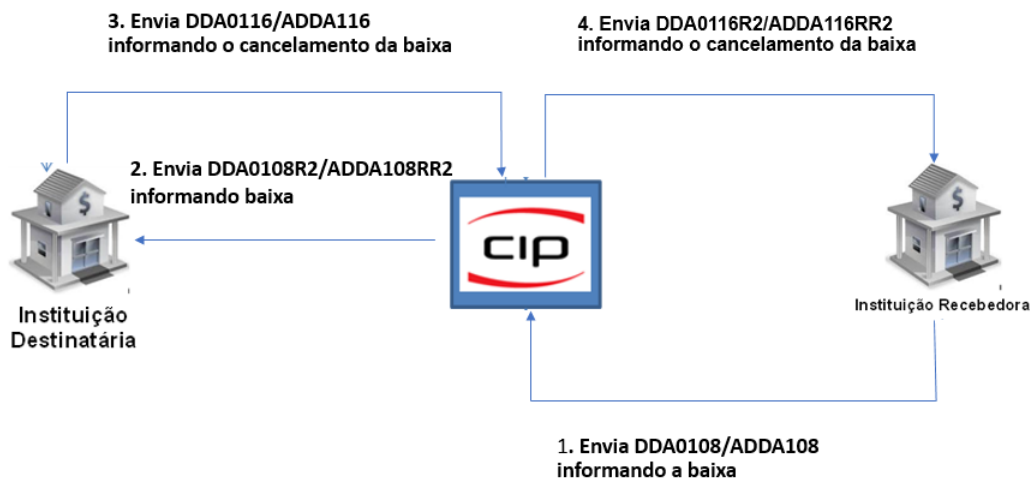 3. Envia DDA0116/ADDA116
informando o cancelamento da baixa
4. Envia DDA0116R2/ADDA116RR2
informando o cancelamento da baixa
2. Envia DDA0108R2/ADDA108RR2
informando baixa
$
cip
$
Instituição
Destinatária
Instituição Recebedora
1. Envia DDA0108/ADDA108
informando a baixa